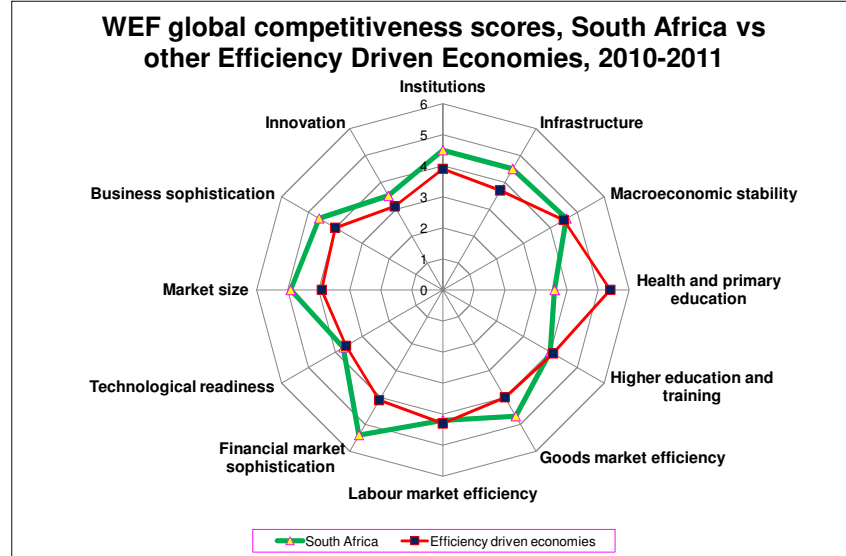 WEF global competitiveness scores, South Africa vs
other Efficiency Driven Economies, 2010-2011
Institutions
Infrastructure
Macroeconomic stability
Health and primary
education
Higher education and
training
Goods market efficiency
Labour market efficiency
Financial market
sophistication
Technological readiness
Market size
Business sophistication
Innovation
6
5
4
3
2
1
0
South Africa
Efficiency driven economies